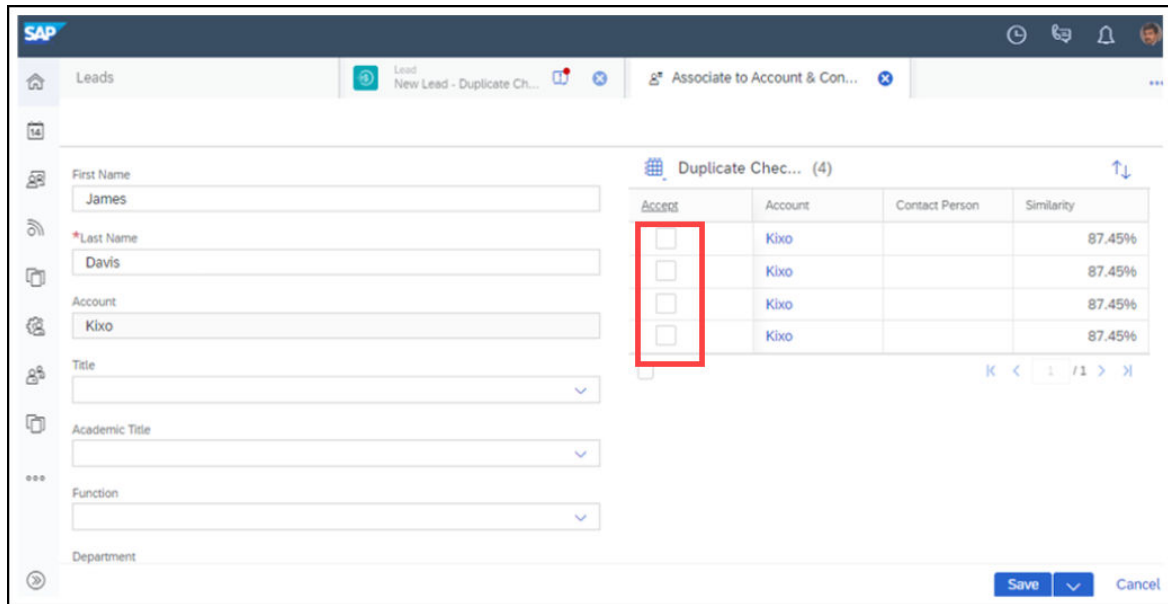 SAP
Leads
Lead
New Lead - Duplicate Ch...
Associate to Account & Con...
14
First Name
James
*Last Name
Davis
Account
Kixo
Title
Academic Title
Function
Department
Duplicate Chec... (4)
Accept Account Contact Person Similarity
Kixo 87.45%
Kixo 87.45%
Kixo 87.45%
Kixo 87.45%
1 / 1
Save Cancel